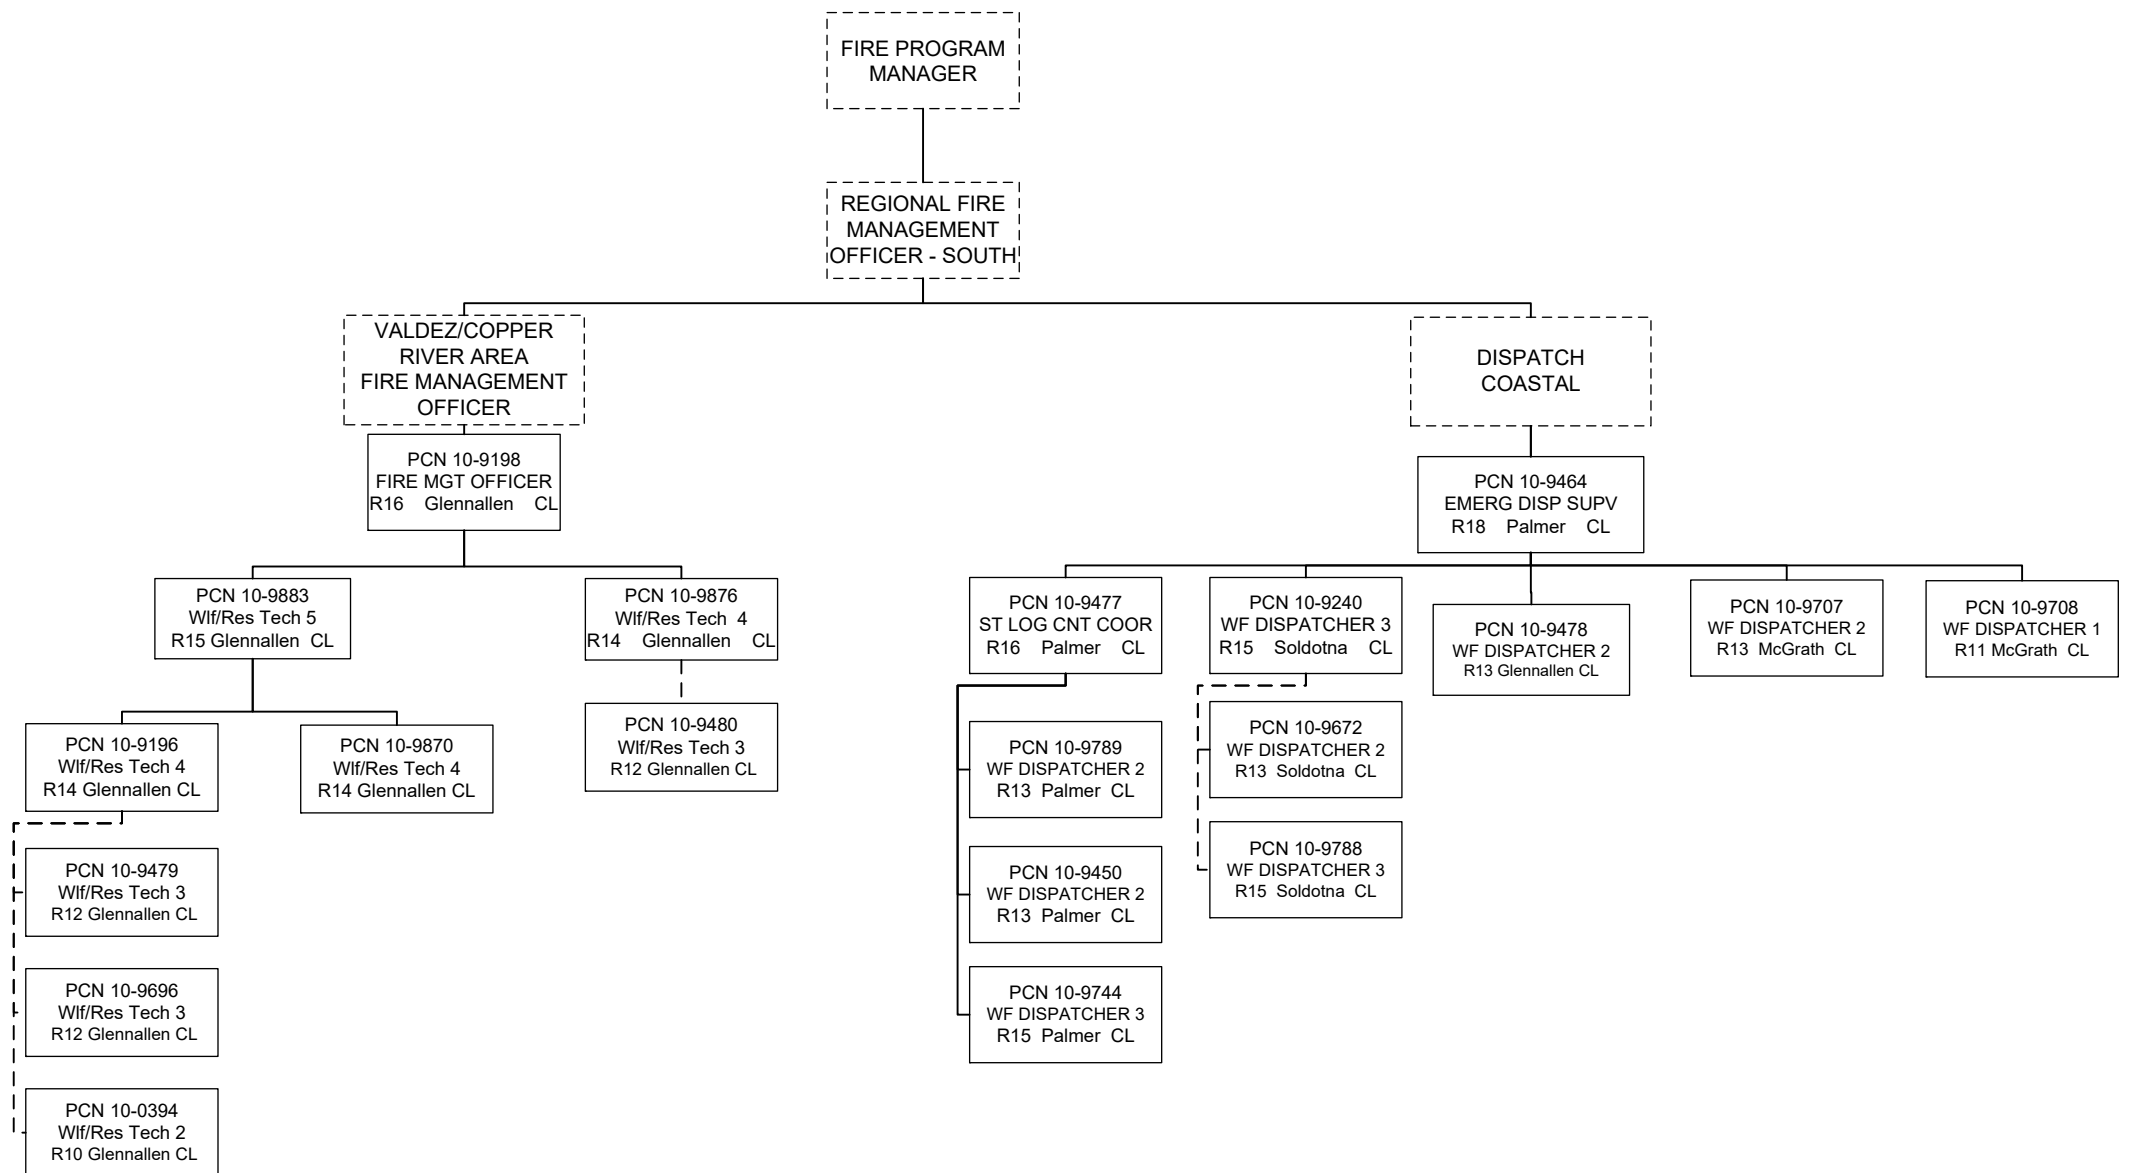 FIRE PROGRAM
MANAGER
REGIONAL FIRE
MANAGEMENT
OFFICER - SOUTH
VALDEZ/COPPER
RIVER AREA
FIRE MANAGEMENT
OFFICER
DISPATCH
COASTAL
PCN 10-9198
FIRE MGT OFFICER
R16 Glennallen CL
PCN 10-9464
EMERG DISP SUPV
R18 Palmer CL
PCN 10-9883
Wlf/Res Tech 5
R15 Glennallen CL
PCN 10-9876
Wlf/Res Tech 4
R14 Glennallen CL
PCN 10-9477
ST LOG CNT COOR
R16 Palmer CL
PCN 10-9240
WF DISPATCHER 3
R15 Soldotna CL
PCN 10-9478
WF DISPATCHER 2
R13 Glennallen CL
PCN 10-9707
WF DISPATCHER 2
R13 McGrath CL
PCN 10-9708
WF DISPATCHER 1
R11 McGrath CL
PCN 10-9196
Wlf/Res Tech 4
R14 Glennallen CL
PCN 10-9870
Wlf/Res Tech 4
R14 Glennallen CL
PCN 10-9480
Wlf/Res Tech 3
R12 Glennallen CL
PCN 10-9789
WF DISPATCHER 2
R13 Palmer CL
PCN 10-9672
WF DISPATCHER 2
R13 Soldotna CL
PCN 10-9479
Wlf/Res Tech 3
R12 Glennallen CL
PCN 10-9450
WF DISPATCHER 2
R13 Palmer CL
PCN 10-9788
WF DISPATCHER 3
R15 Soldotna CL
PCN 10-9696
Wlf/Res Tech 3
R12 Glennallen CL
PCN 10-9744
WF DISPATCHER 3
R15 Palmer CL
PCN 10-0394
Wlf/Res Tech 2
R10 Glennallen CL